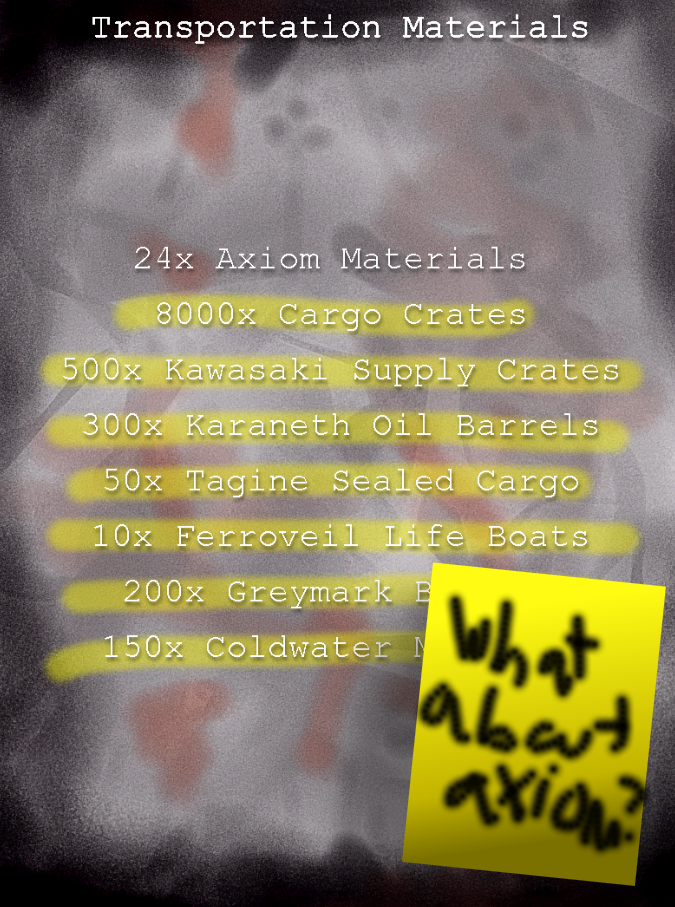 Transportation Materials
24x Axiom Materials
8000x Cargo Crates
500x Kawasaki Supply Crates
300x Karaneth Oil Barrels
50x Tagine Sealed Cargo
10x Ferroveil Life Boats
200x Greymark
150x Coldwater
What
about
axiom?